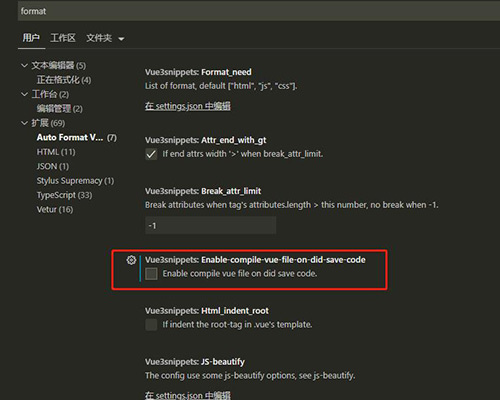 format
用户 工作区 文件夹
文本编辑器 (5)
正在格式化 (4)
工作台 (2)
编辑管理 (2)
扩展 (69)
Auto Format V... (7)
HTML (11)
JSON (1)
Stylus Supremacy (1)
TypeScript (33)
Vetur (16)
Vue3snippets: Format_need
List of format, default ["html", "js", "css"].
在 settings.json 中编辑
Vue3snippets: Attr_end_with_gt
If end attrs width '>' when break_attr_limit.
Vue3snippets: Break_attr_limit
Break attributes when tag's attributes.length > this number, no break when -1.
-1
Vue3snippets: Enable-compile-vue-file-on-did-save-code
Enable compile vue file on did save code.
Vue3snippets: Html_indent_root
If indent the root-tag in .vue's template.
Vue3snippets: JS-beautify
The config use some js-beautify options, see js-beautify.
在 settings.json 中编辑